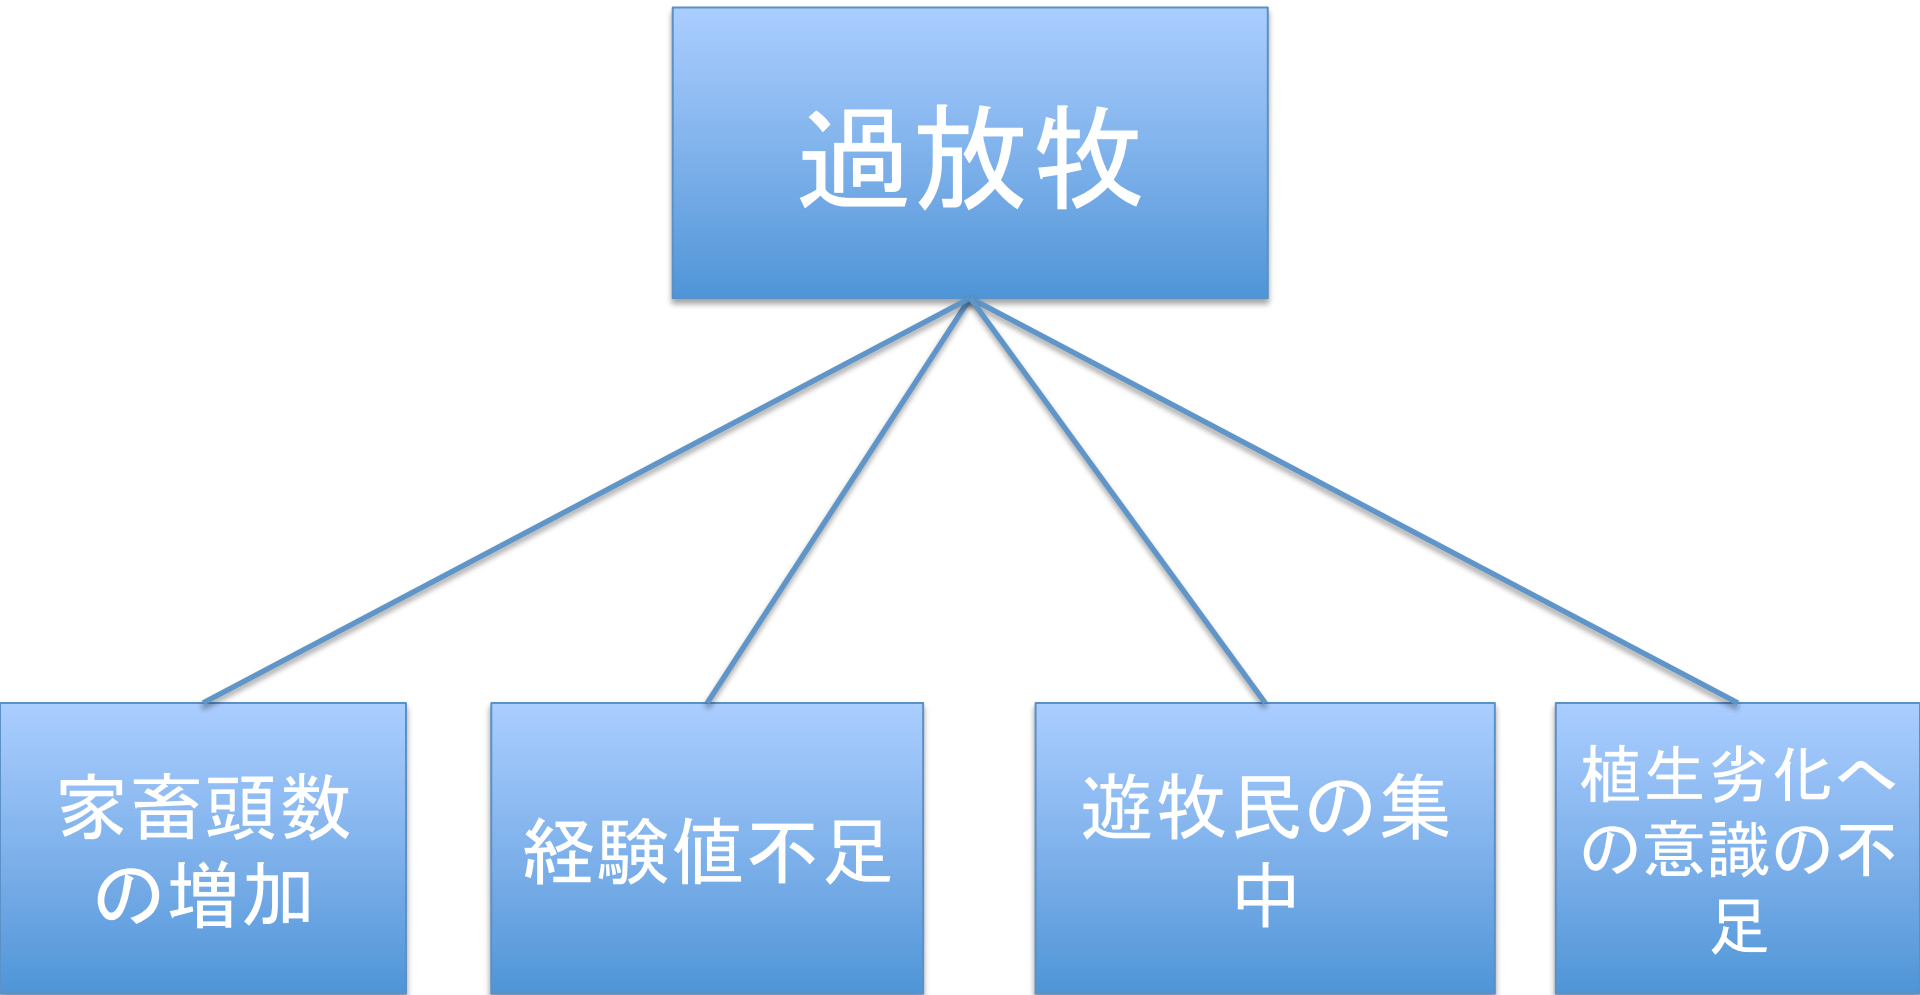 過放牧
家畜頭数
の増加
経験値不足
遊牧民の集
中
植生劣化へ
の意識の不
足